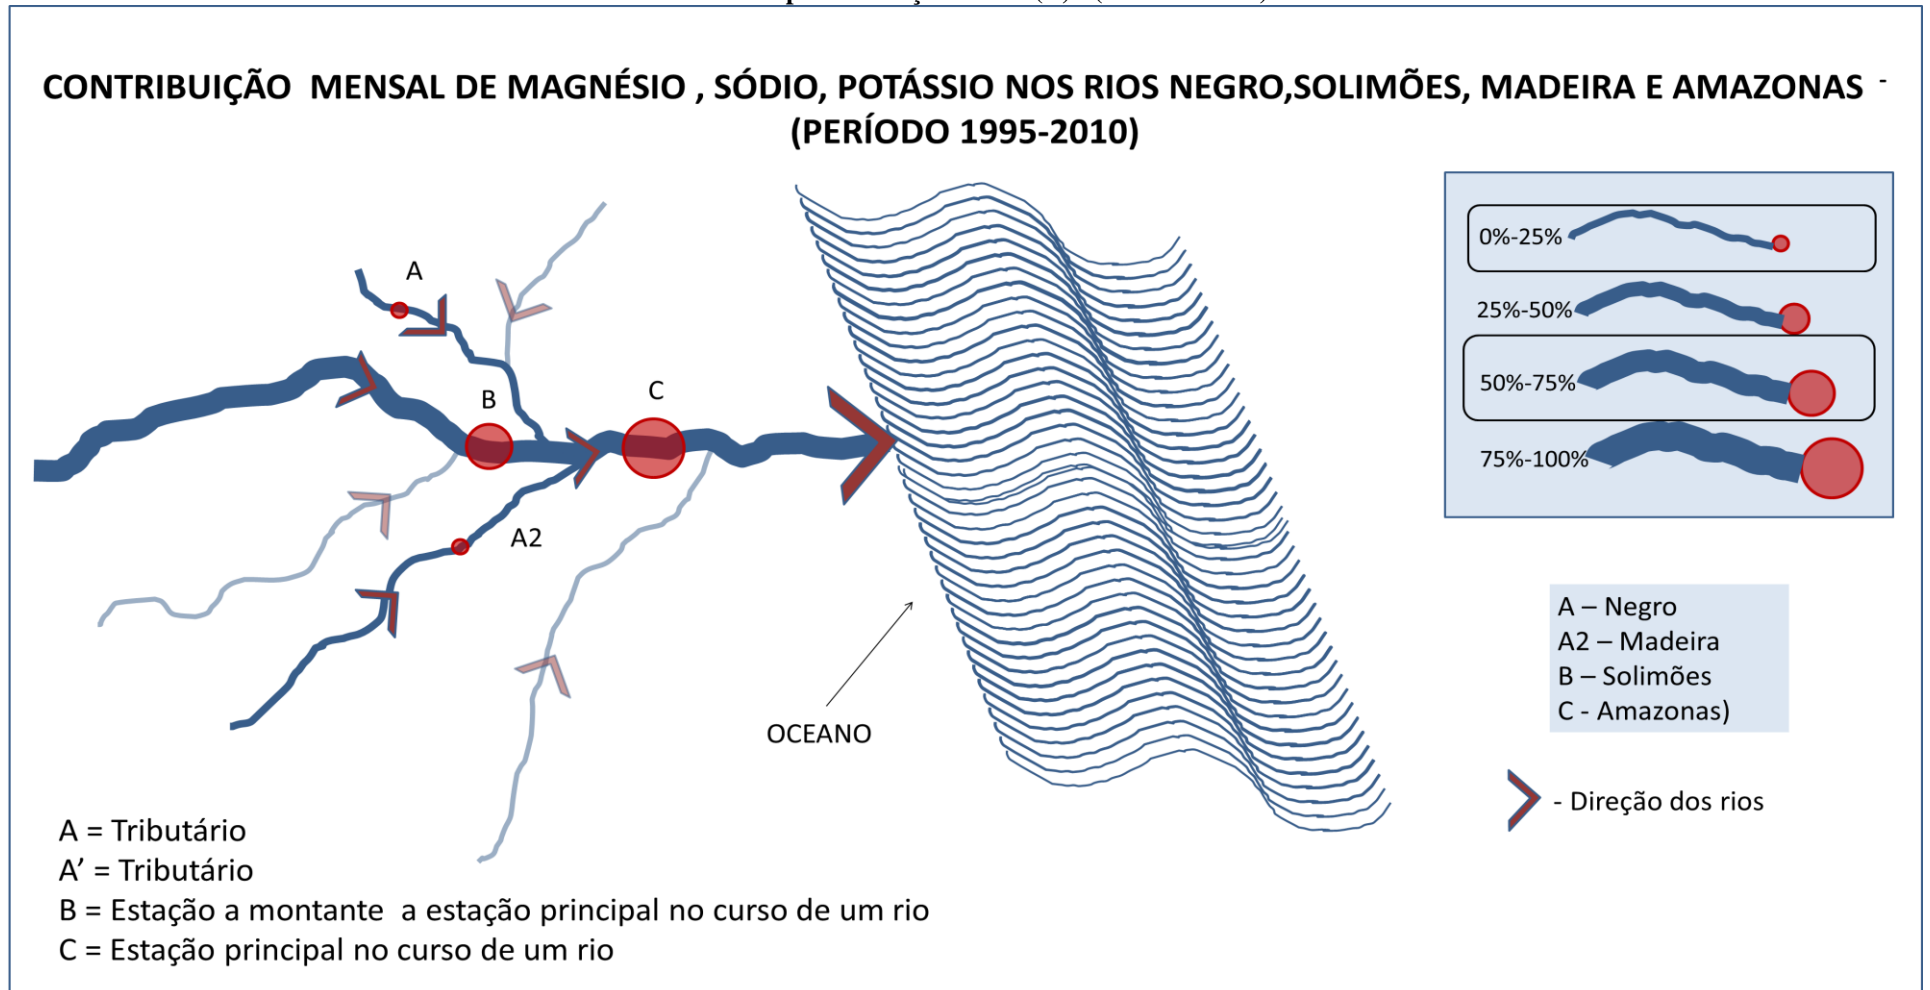 CONTRIBUIÇÃO MENSAL DE MAGNÉSIO , SÓDIO, POTÁSSIO NOS RIOS NEGRO,SOLIMÕES, MADEIRA E AMAZONAS -
(PERÍODO 1995-2010)
0%-25%
25%-50%
50%-75%
75%-100%
A
B
C
A2
OCEANO
A – Negro
A2 – Madeira
B – Solimões
C - Amazonas)
- Direção dos rios
A = Tributário
A’ = Tributário
B = Estação a montante a estação principal no curso de um rio
C = Estação principal no curso de um rio